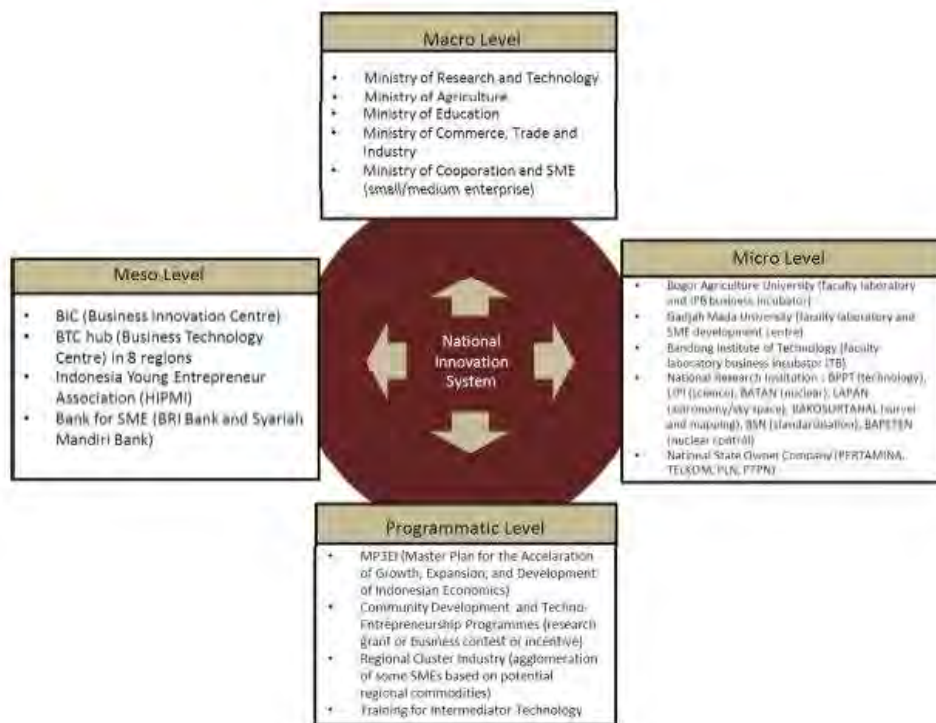 Macro Level
• Ministry of Research and Technology
• Ministry of Agriculture
• Ministry of Education
• Ministry of Commerce, Trade and
Industry
• Ministry of Cooporation and SME
(small/medium enterprise)
Meso Level
• BiC (Business Innovation Centre)
• BTC hub (Business Technology
Centre) in 8 regions
• Indonesia Young Entrepreneur
Association (HIPMI)
• Bank for SME (BRI Bank and Syariah
Mandiri Bank)
National
Innovation
System
Micro Level
• Bogor Agriculture University (faculty laboratory
and IPB business incubator)
• Gadjah Mada University (faculty laboratory and
SME development centre)
• Bandung Institute of Technology (faculty
laboratory business incubator ITB)
• National Research Institution : BPPT (technology),
LIPI (science), BATAN (nuclear), LAPAN
(astronomy/sky space), BAKOSURTANAL (survei
and mapping), BSN (standardisation), BAPETEN
(nuclear control)
• National State Owner Company (PERTAMINA,
TELKOM, PLN, PTPN)
Programmatic Level
• MP3EI (Master Plan for the Accelaration
of Growth, Expansion, and Development
of Indonesian Economics)
• Community Development and Techno-
Entrepreneurship Programmes (research
grant or business contest or incentive)
• Regional Cluster Industry (agglomeration
of some SMEs based on potential
regional commodities)
• Training for Intermediator Technology